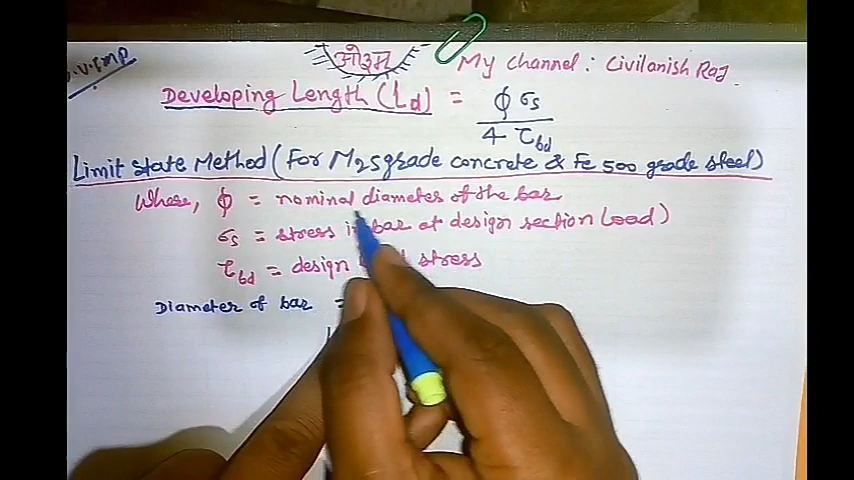 V.V.IMP
ओ३म
My channel : Civilanish Raj
Developing Length (Ld) = ϕ σs / 4 τbd
Limit state Method (For M25 grade concrete & Fe 500 grade steel)
Where, ϕ = nominal diameter of the bar
σs = stress in bar at design section load)
τbd = design stress
Diameter of bar =